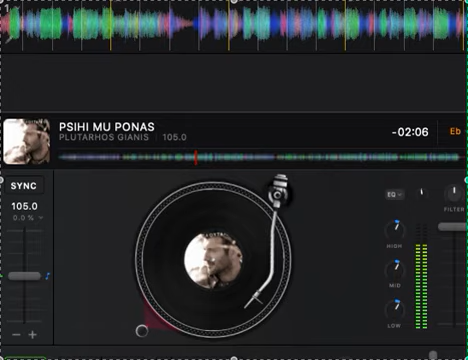 PSIHI MU PONAS
PLUTARHOS GIANIS 105.0
-02:06
Eb
SYNC
105.0
0.0 %
EQ
FILTER
HIGH
MID
LOW